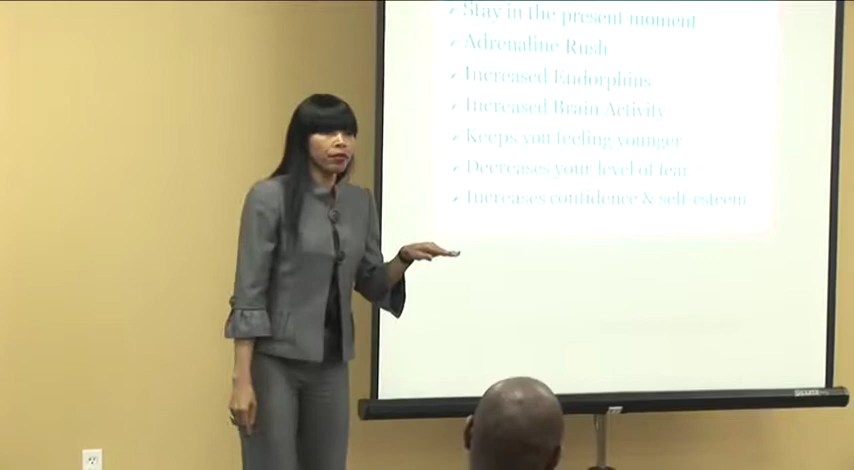 ✓ Stay in the present moment
✓ Adrenaline Rush
✓ Increased Endorphins
✓ Increased Brain Activity
✓ Keeps you feeling younger
✓ Decreases your level of fear
✓ Increases confidence & self-esteem